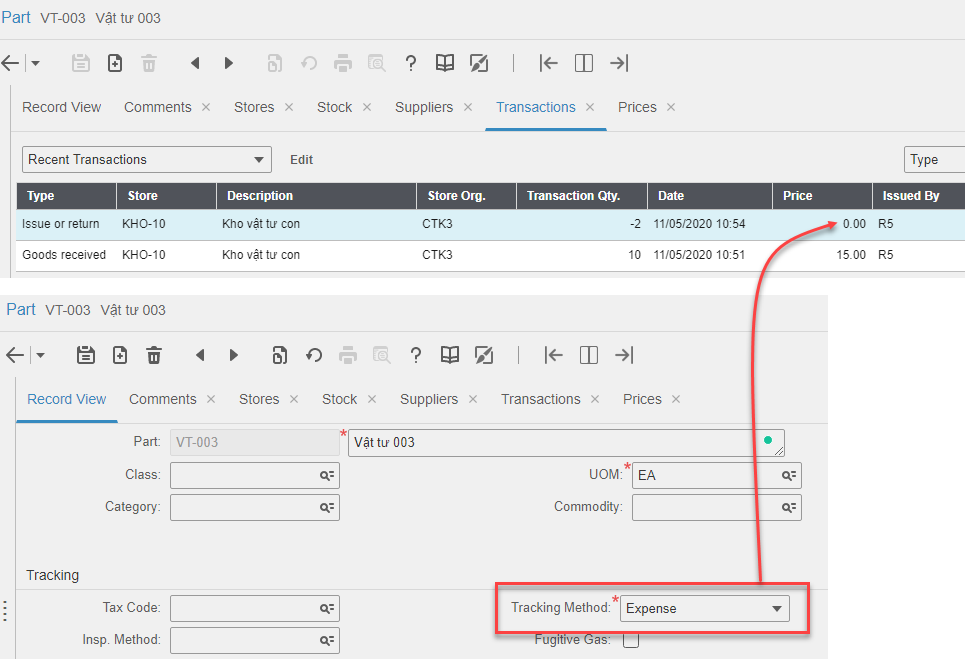 Part VT-003 Vật tư 003
Record View Comments × Stores × Stock × Suppliers × Transactions × Prices ×
Recent Transactions Edit Type
Type Store Description Store Org. Transaction Qty. Date Price Issued By
Issue or return KHO-10 Kho vật tư con CTK3 -2 11/05/2020 10:54 0.00 R5
Goods received KHO-10 Kho vật tư con CTK3 10 11/05/2020 10:51 15.00 R5
Part VT-003 Vật tư 003
Record View Comments × Stores × Stock × Suppliers × Transactions × Prices ×
Part: VT-003 * Vật tư 003
Class: UOM: * EA
Category: Commodity:
Tracking
Tax Code: Tracking Method: * Expense
Insp. Method: Fugitive Gas: